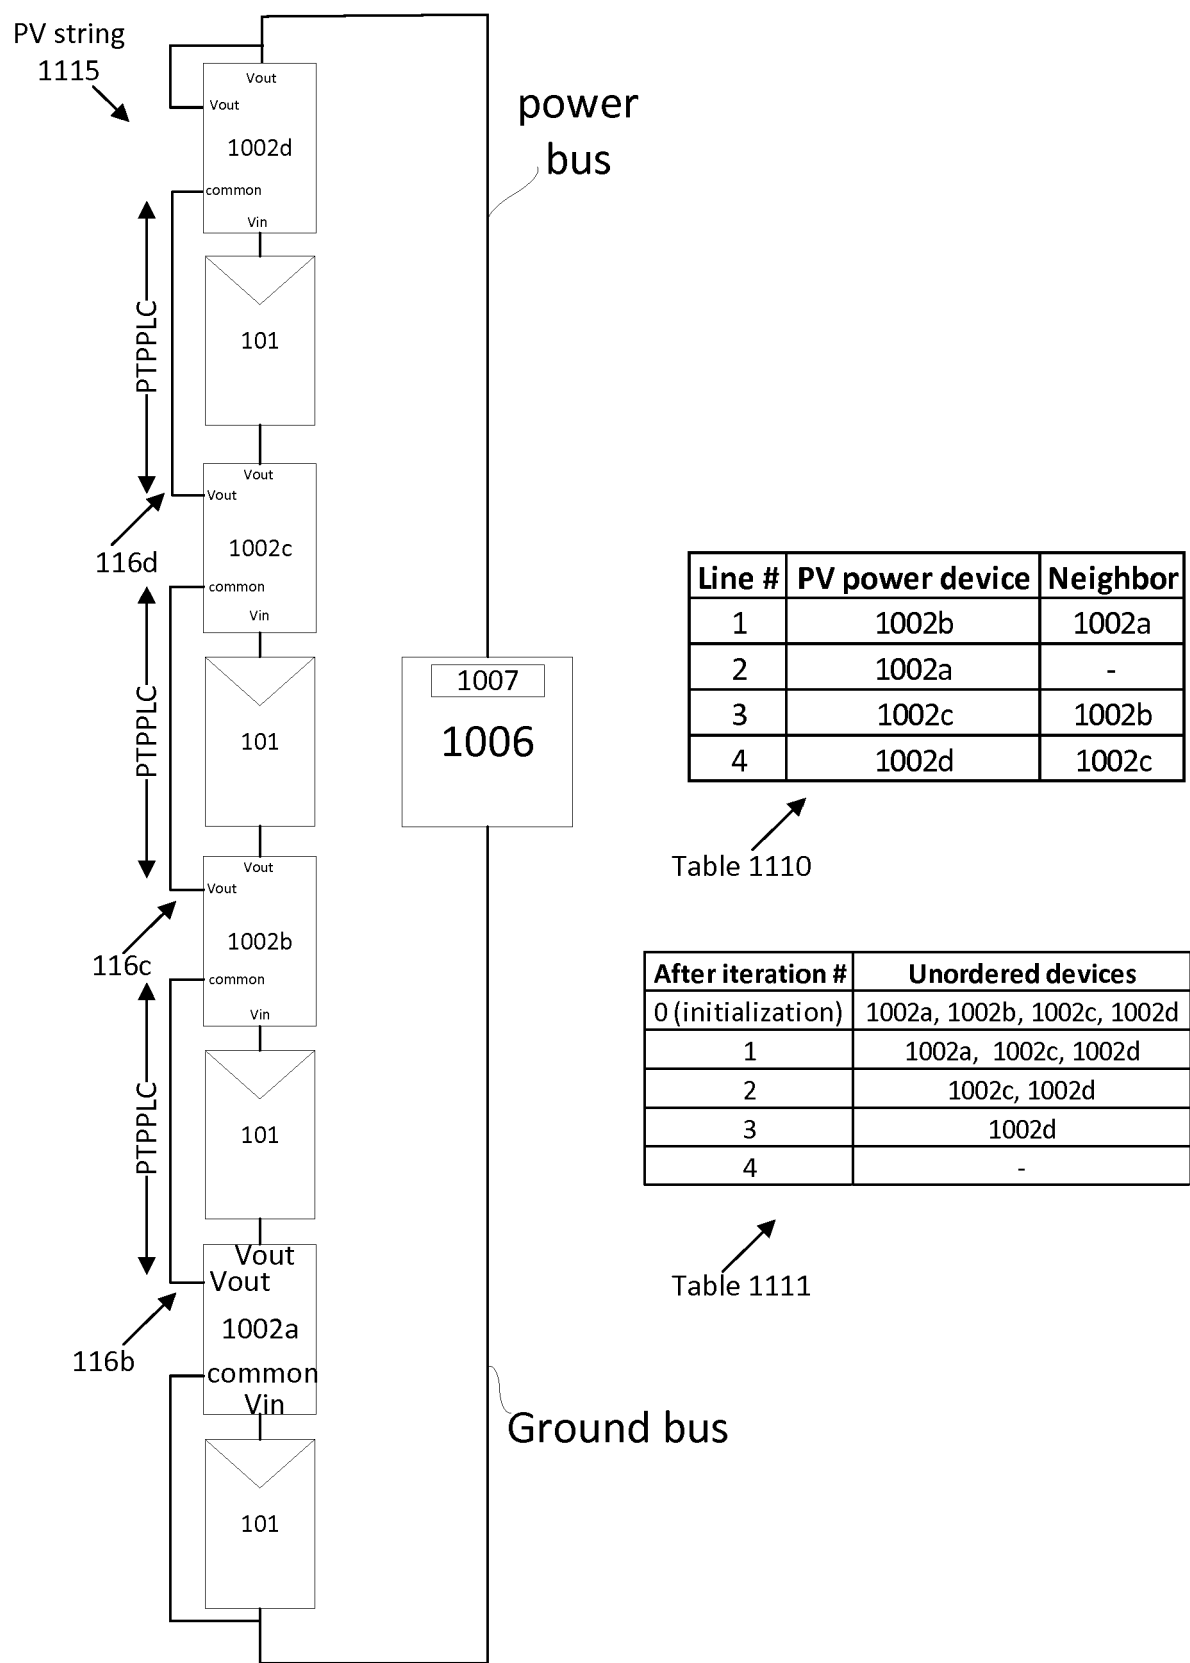 PV string
1115
Vout
Vout
1002d
common
Vin
power
bus
PTPPLC
101
Vout
Vout
116d
1002c
common
Vin
PTPPLC
101
1007
1006
Line # PV power device Neighbor
1 1002b 1002a
2 1002a -
3 1002c 1002b
4 1002d 1002c
Table 1110
Vout
Vout
116c
1002b
common
Vin
After iteration # Unordered devices
0 (initialization) 1002a, 1002b, 1002c, 1002d
1 1002a, 1002c, 1002d
2 1002c, 1002d
3 1002d
4 -
Table 1111
PTPPLC
101
Vout
Vout
116b
1002a
common
Vin
Ground bus
101